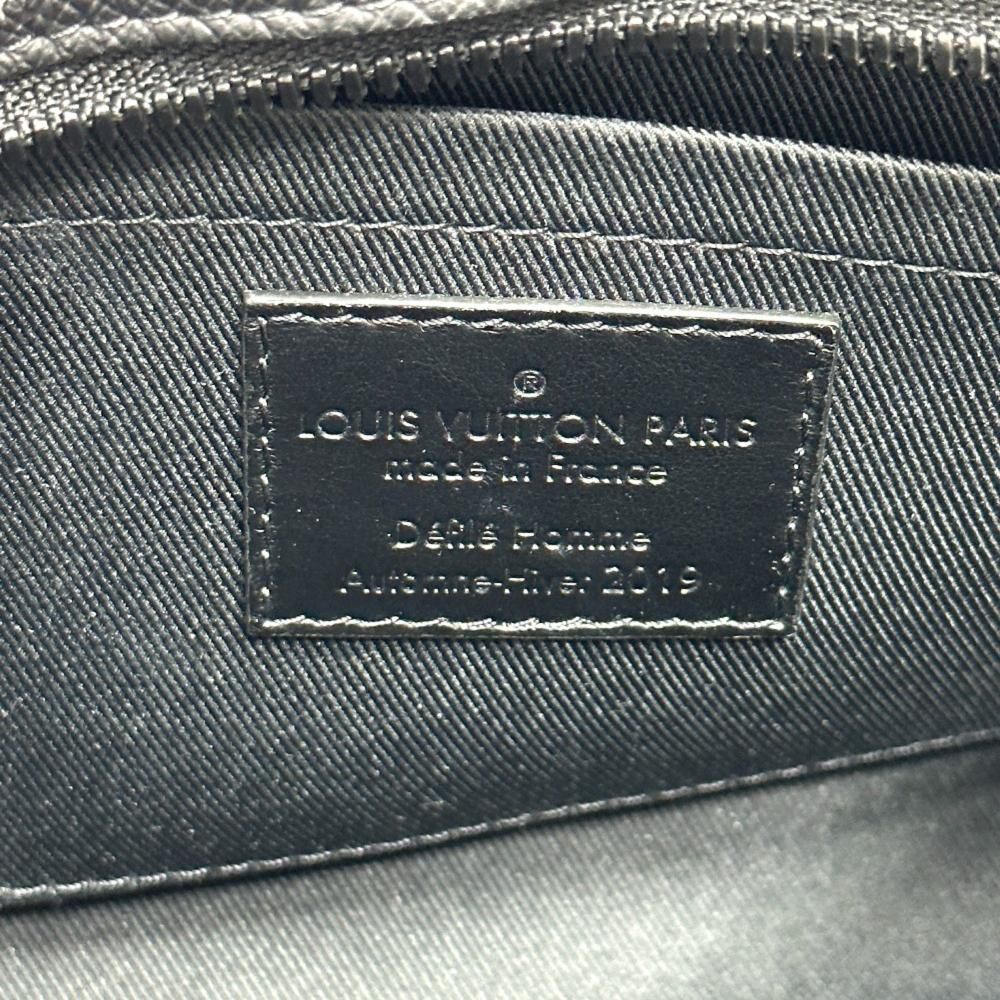 ®
LOUIS VUITTON PARIS
made in France
Défilé Homme
Automne-Hiver 2019